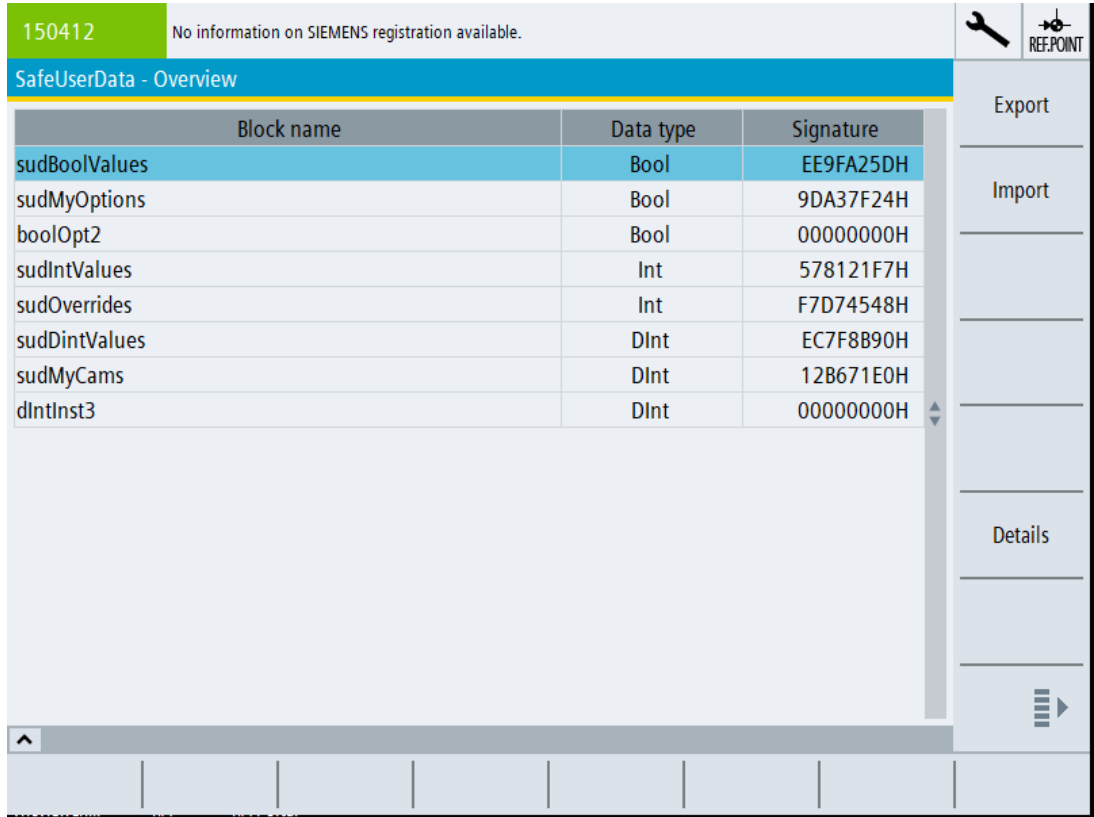 150412 No information on SIEMENS registration available.
REF.POINT
SafeUserData - Overview
Export
Block name Data type Signature
sudBoolValues Bool EE9FA25DH
Import
sudMyOptions Bool 9DA37F24H
boolOpt2 Bool 00000000H
sudIntValues Int 578121F7H
sudOverrides Int F7D74548H
sudDintValues DInt EC7F8B90H
sudMyCams DInt 12B671E0H
dIntInst3 DInt 00000000H
Details